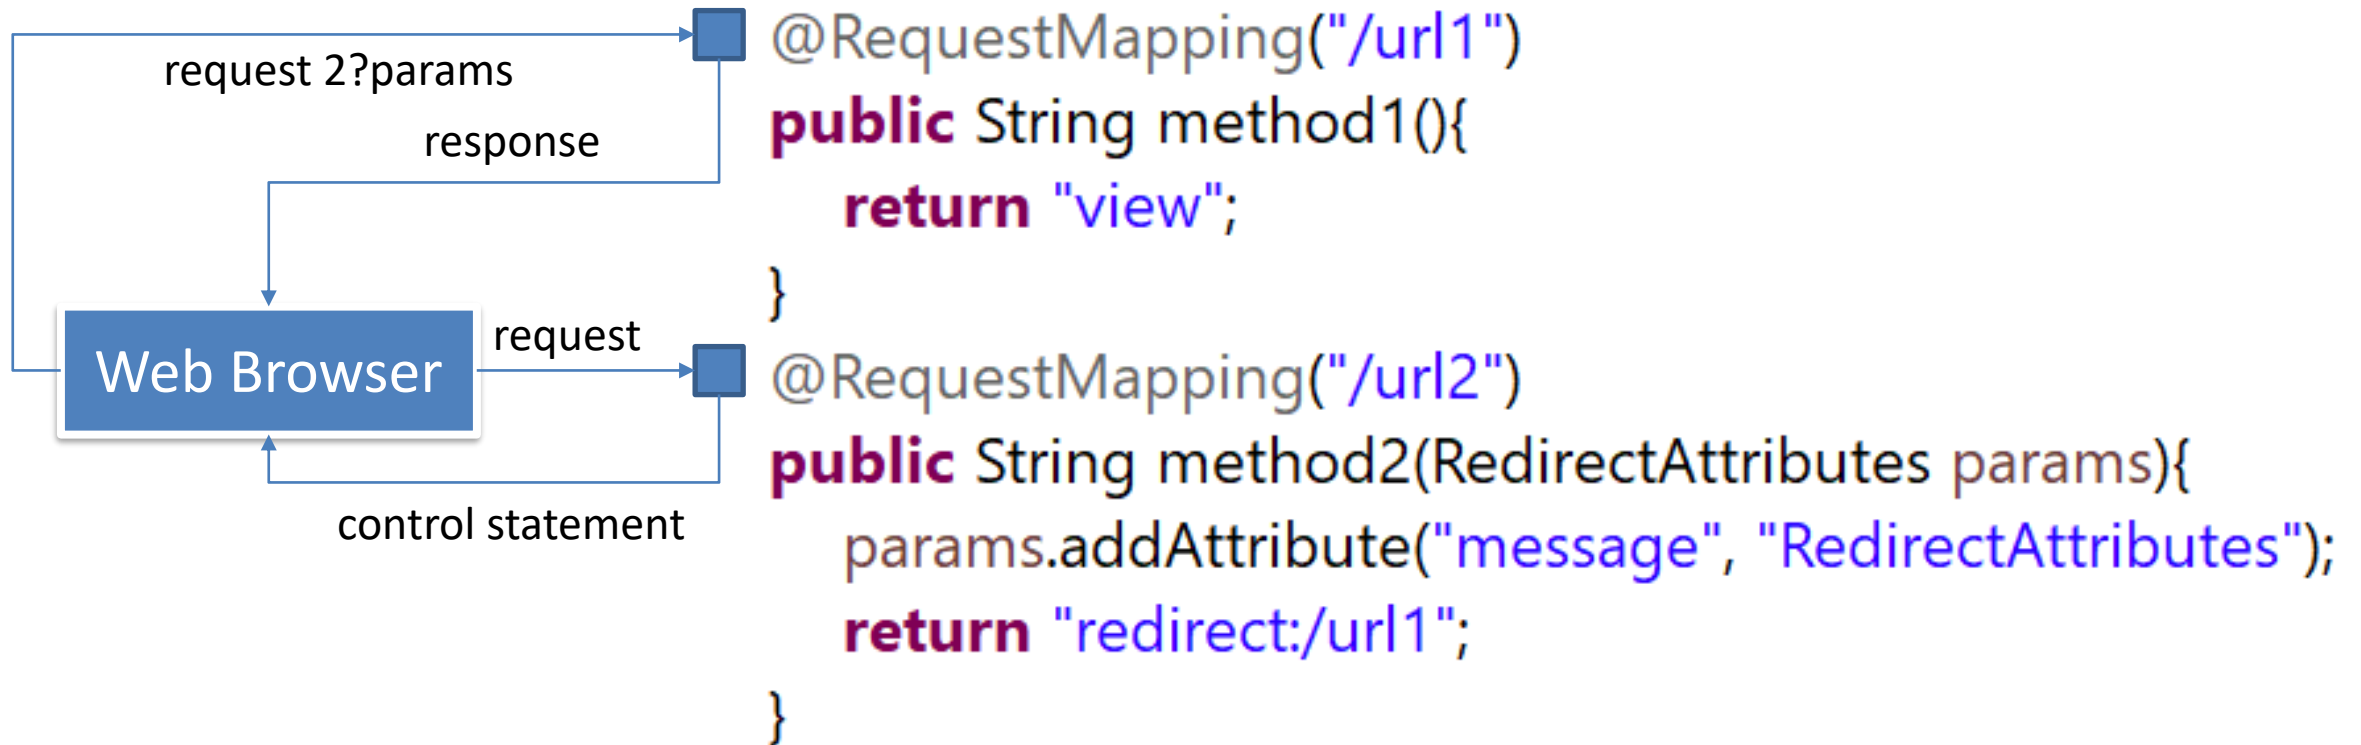 request 2?params
response
Web Browser
request
control statement
@RequestMapping("/url1")
public String method1(){
return "view";
}
@RequestMapping("/url2")
public String method2(RedirectAttributes params){
params.addAttribute("message", "RedirectAttributes");
return "redirect:/url1";
}